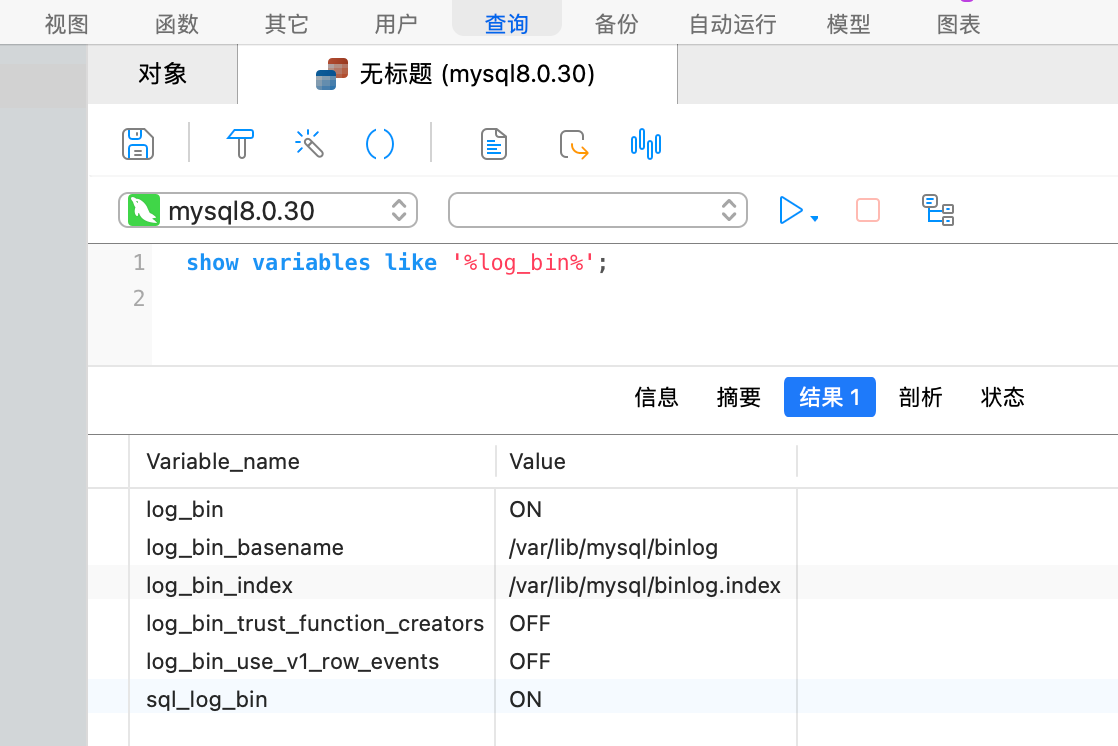 视图 函数 其它 用户 查询 备份 自动运行 模型 图表
对象 无标题 (mysql8.0.30)
mysql8.0.30
1 show variables like '%log_bin%';
2
信息 摘要 结果 1 剖析 状态
Variable_name Value
log_bin ON
log_bin_basename /var/lib/mysql/binlog
log_bin_index /var/lib/mysql/binlog.index
log_bin_trust_function_creators OFF
log_bin_use_v1_row_events OFF
sql_log_bin ON